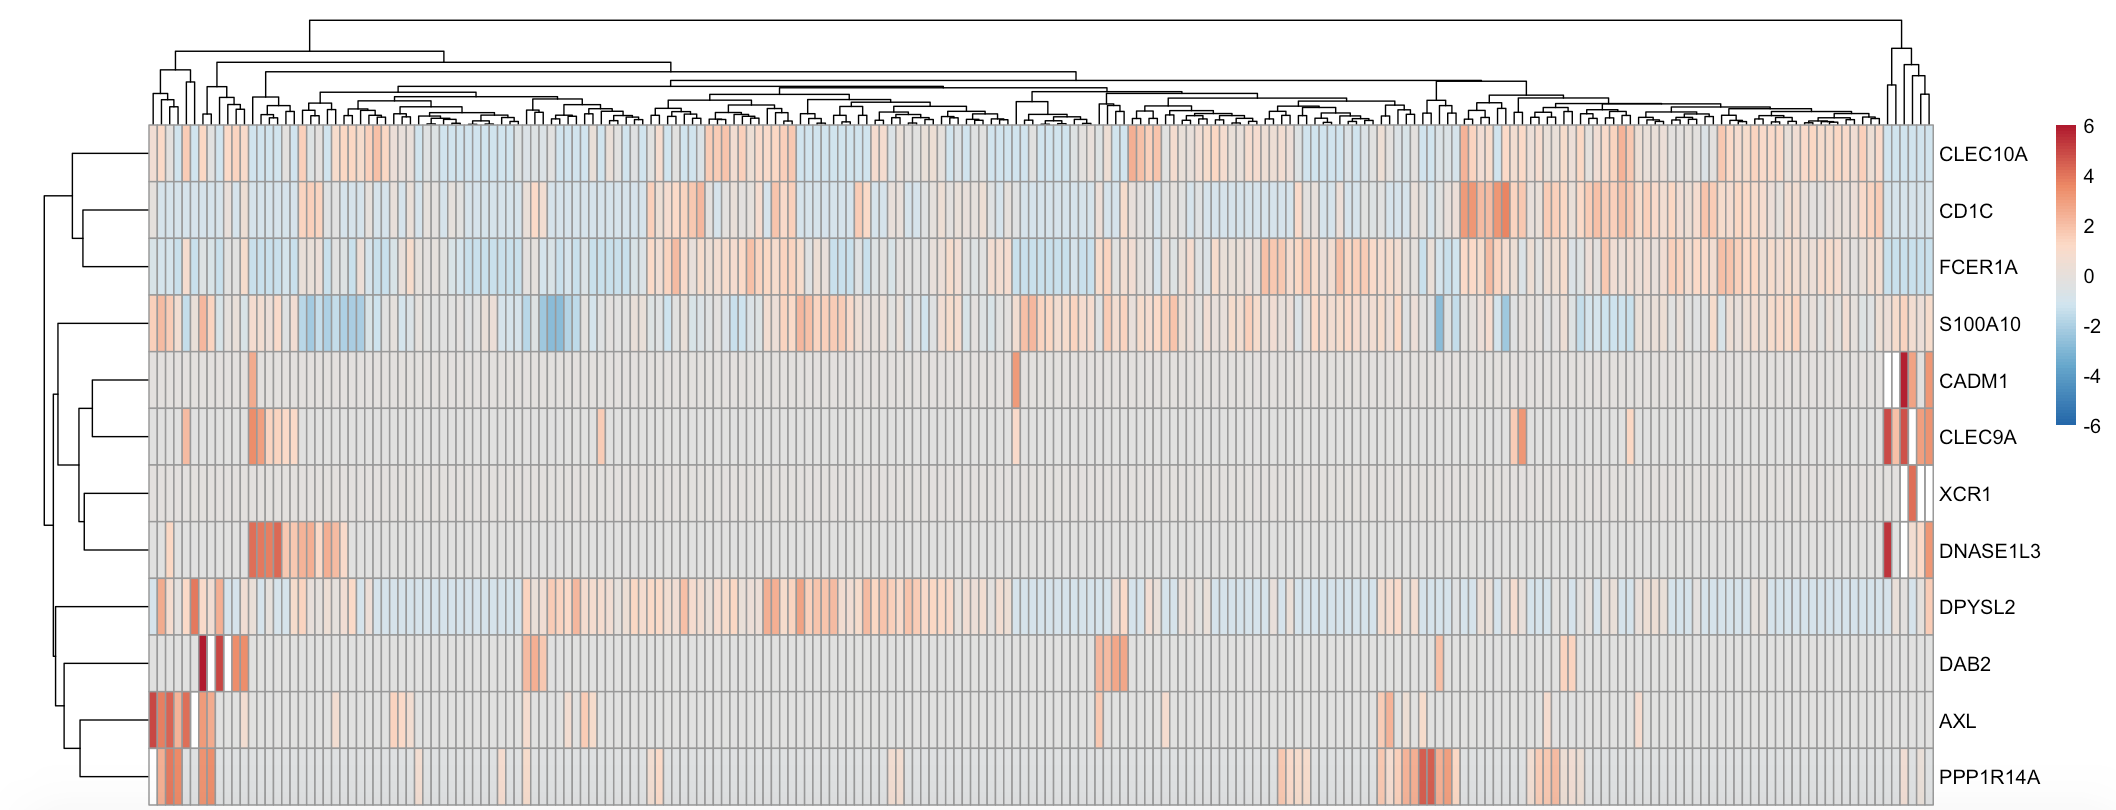 CLEC10A
CD1C
FCER1A
S100A10
CADM1
CLEC9A
XCR1
DNASE1L3
DPYSL2
DAB2
AXL
PPP1R14A
6
4
2
0
-2
-4
-6